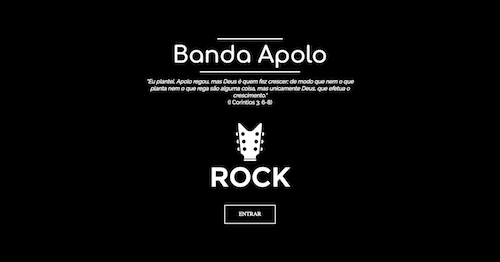 Banda Apolo
"Eu plantei, Apolo regou, mas Deus é quem fez crescer; de modo que nem o que
planta nem o que rega são alguma coisa, mas unicamente Deus, que efetua o
crescimento."
(I Coríntios 3: 6-8)
ROCK
ENTRAR